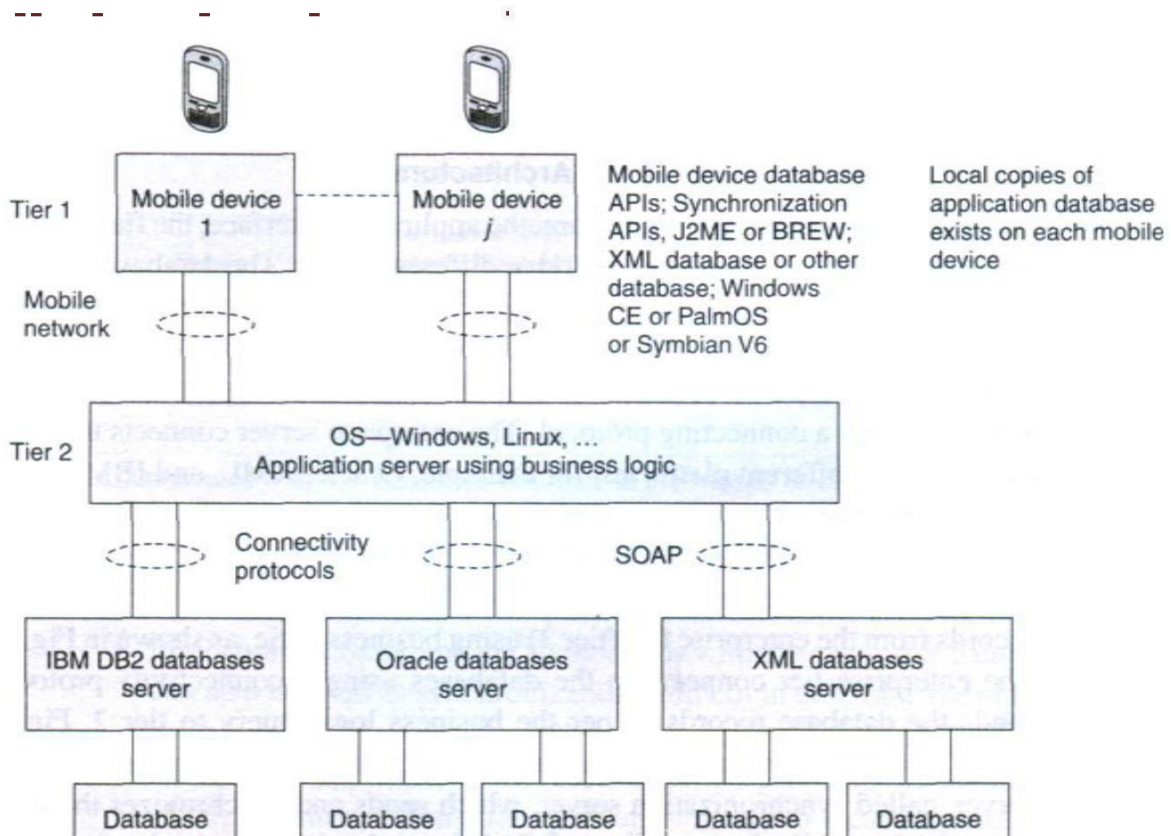 Tier 1
Mobile device
1
Mobile device
j
Mobile device database
APIs; Synchronization
APIs, J2ME or BREW;
XML database or other
database; Windows
CE or PalmOS
or Symbian V6
Local copies of
application database
exists on each mobile
device
Mobile
network
Tier 2
OS—Windows, Linux, ...
Application server using business logic
Connectivity
protocols
SOAP
IBM DB2 databases
server
Oracle databases
server
XML databases
server
Database
Database
Database
Database
Database